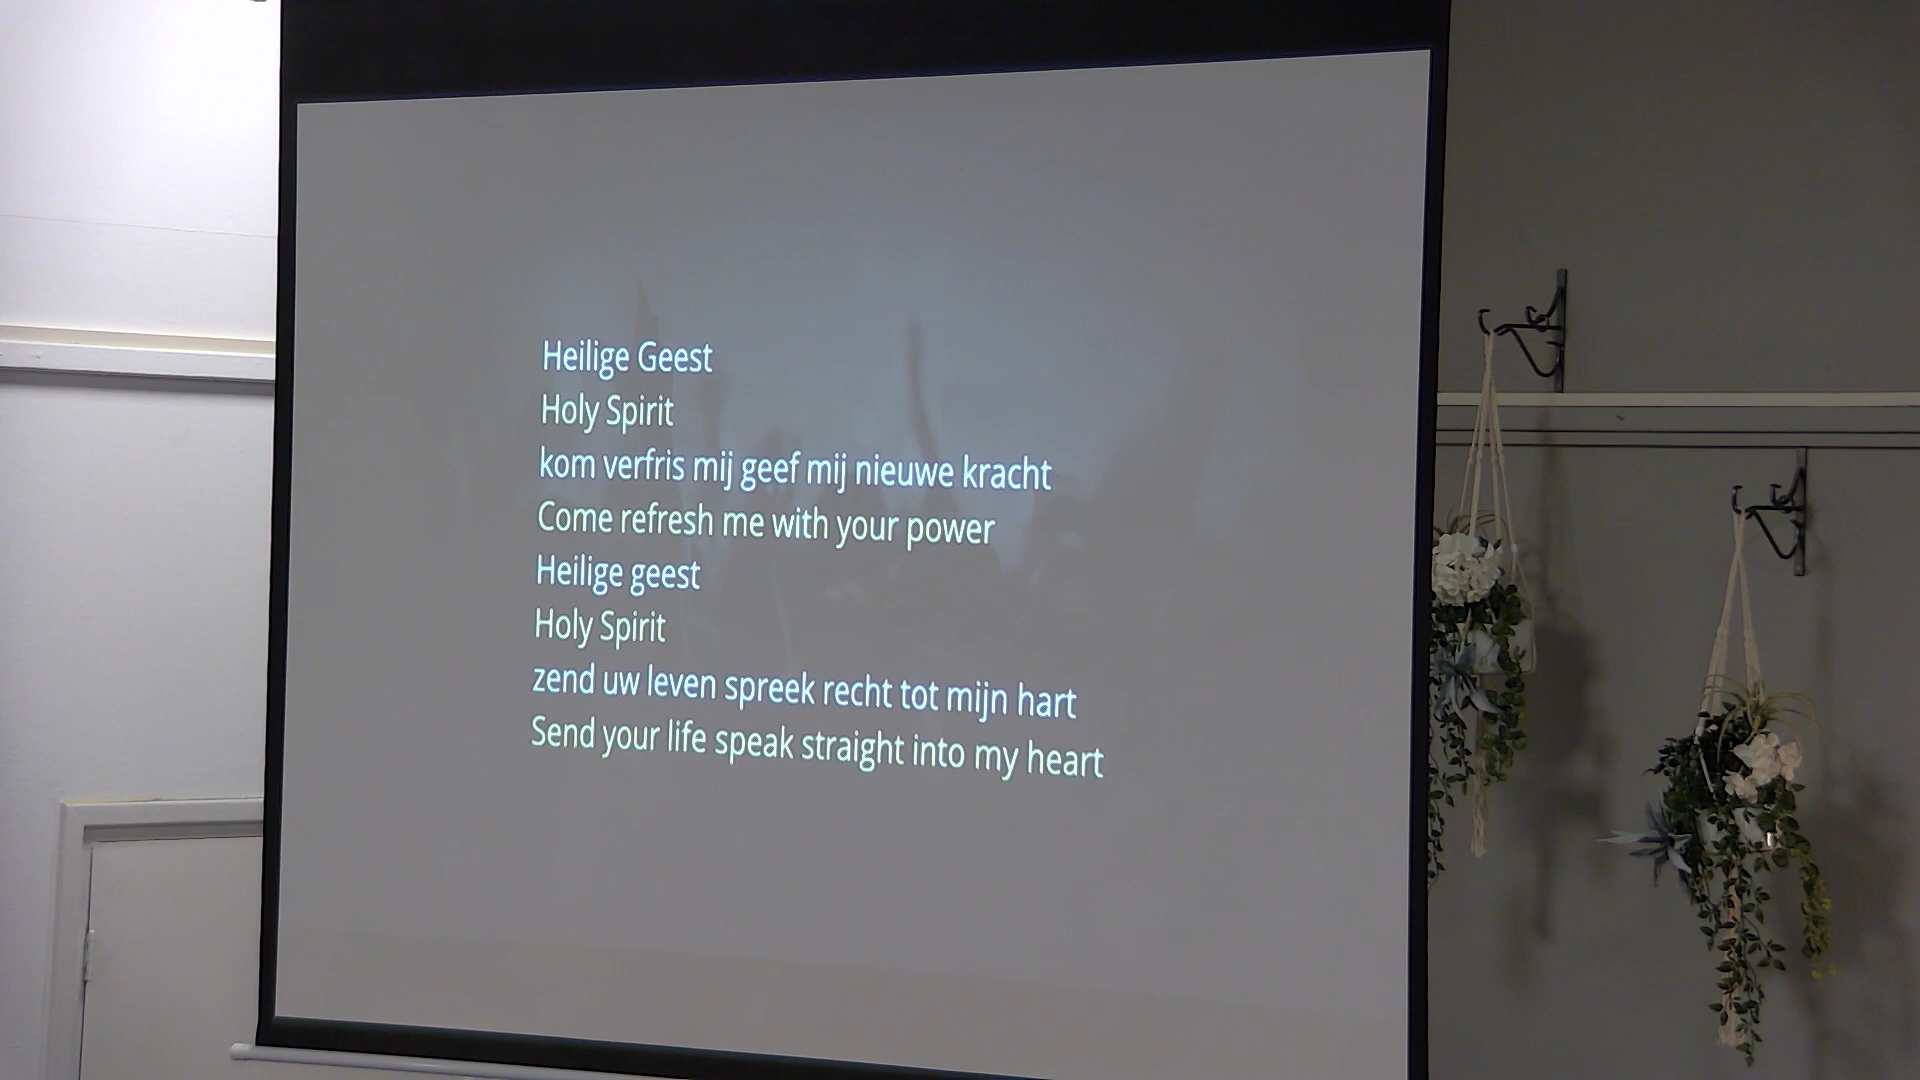 Heilige Geest
Holy Spirit
kom verfris mij geef mij nieuwe kracht
Come refresh me with your power
Heilige geest
Holy Spirit
zend uw leven spreek recht tot mijn hart
Send your life speak straight into my heart